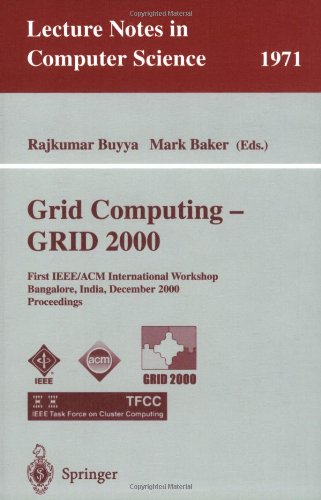 Lecture Notes in
Computer Science 1971
Rajkumar Buyya Mark Baker (Eds.)
Grid Computing –
GRID 2000
First IEEE/ACM International Workshop
Bangalore, India, December 2000
Proceedings
IEEE
acm
GRID 2000
TFCC
IEEE Task Force on Cluster Computing
Springer